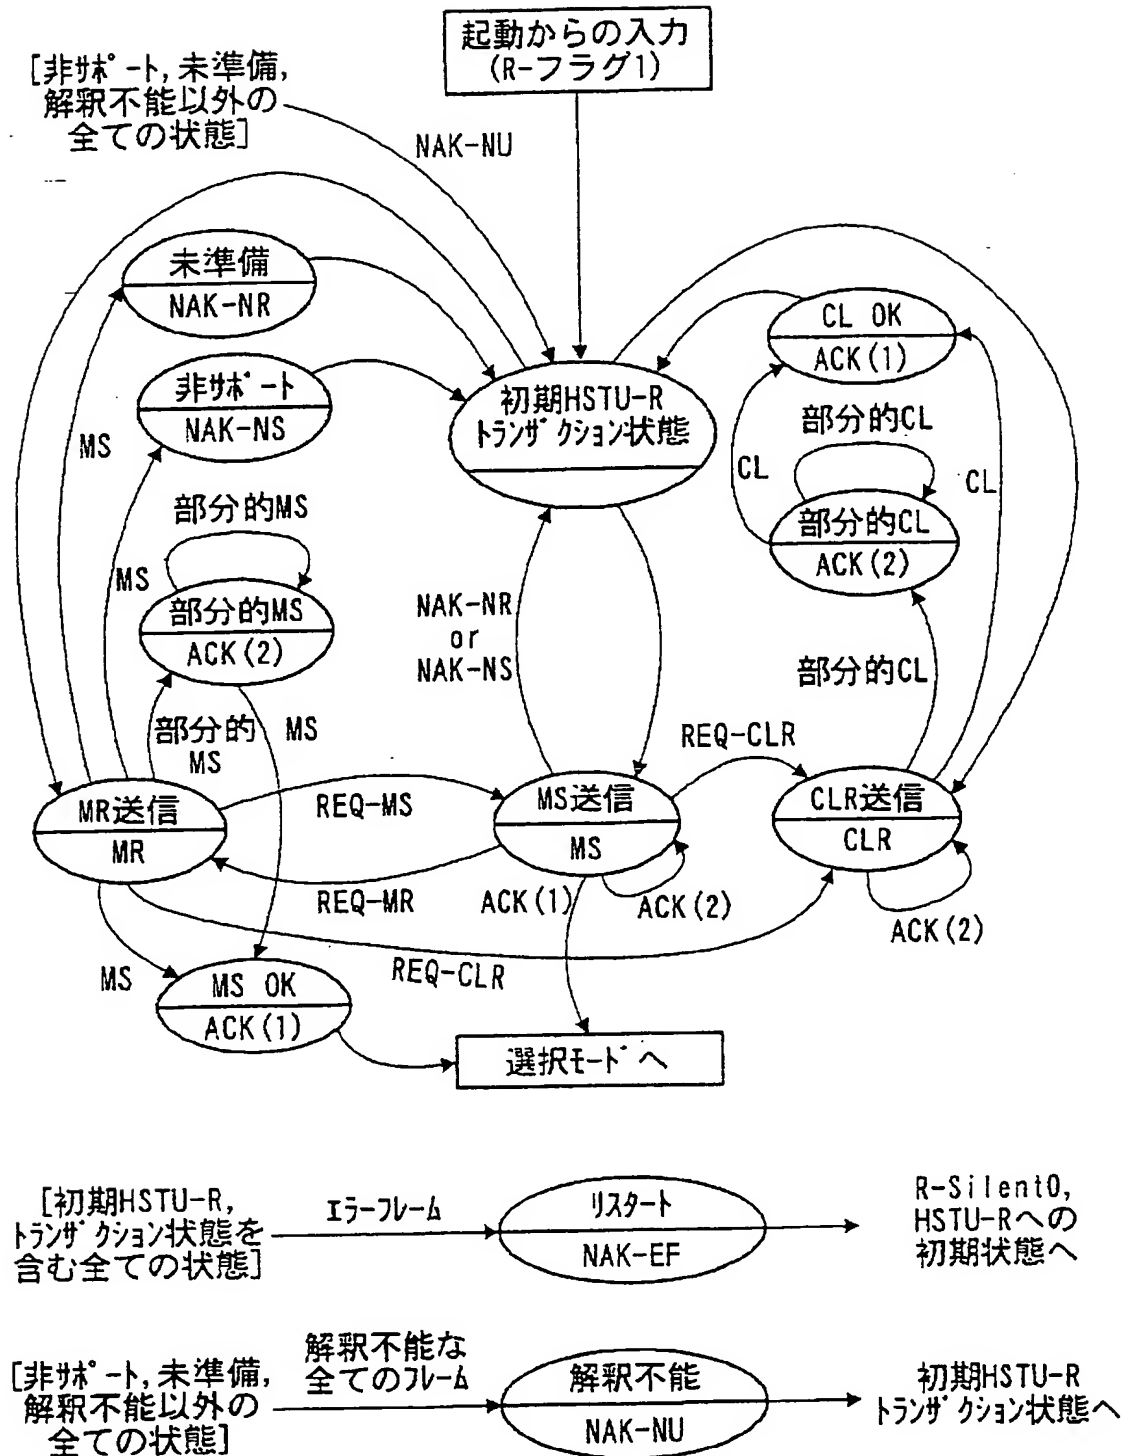 起動からの入力
(R-フラグ1)
[非サポート, 未準備,
解釈不能以外の
全ての状態]
NAK-NU
未準備
NAK-NR
CL OK
ACK(1)
非サポート
NAK-NS
初期HSTU-R
トランザクション状態
部分的CL
MS
CL
CL
部分的MS
部分的CL
ACK(2)
MS
部分的MS
ACK(2)
NAK-NR
or
NAK-NS
部分的CL
部分的
MS
MS
REQ-CLR
MR送信
MR
REQ-MS
MS送信
MS
CLR送信
CLR
REQ-MR
ACK(1)
ACK(2)
ACK(2)
MS
REQ-CLR
MS OK
ACK(1)
選択モードへ
[初期HSTU-R,
トランザクション状態を
含む全ての状態]
エラーフレーム
リスタート
NAK-EF
R-Silent0,
HSTU-Rへの
初期状態へ
[非サポート, 未準備,
解釈不能以外の
全ての状態]
解釈不能な
全てのフレーム
解釈不能
NAK-NU
初期HSTU-R
トランザクション状態へ